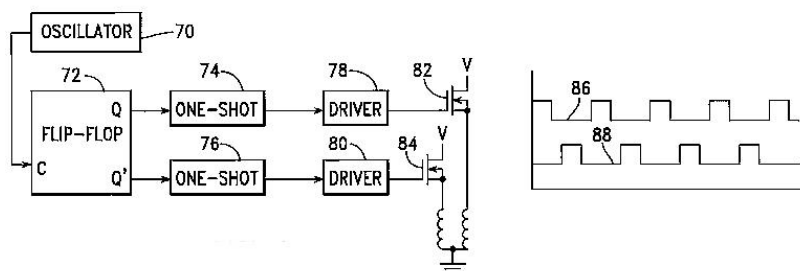 OSCILLATOR 70
72 74 78 82 V
Q ONE-SHOT DRIVER
FLIP-FLOP
76 80 84 V
C Q' ONE-SHOT DRIVER
86
88